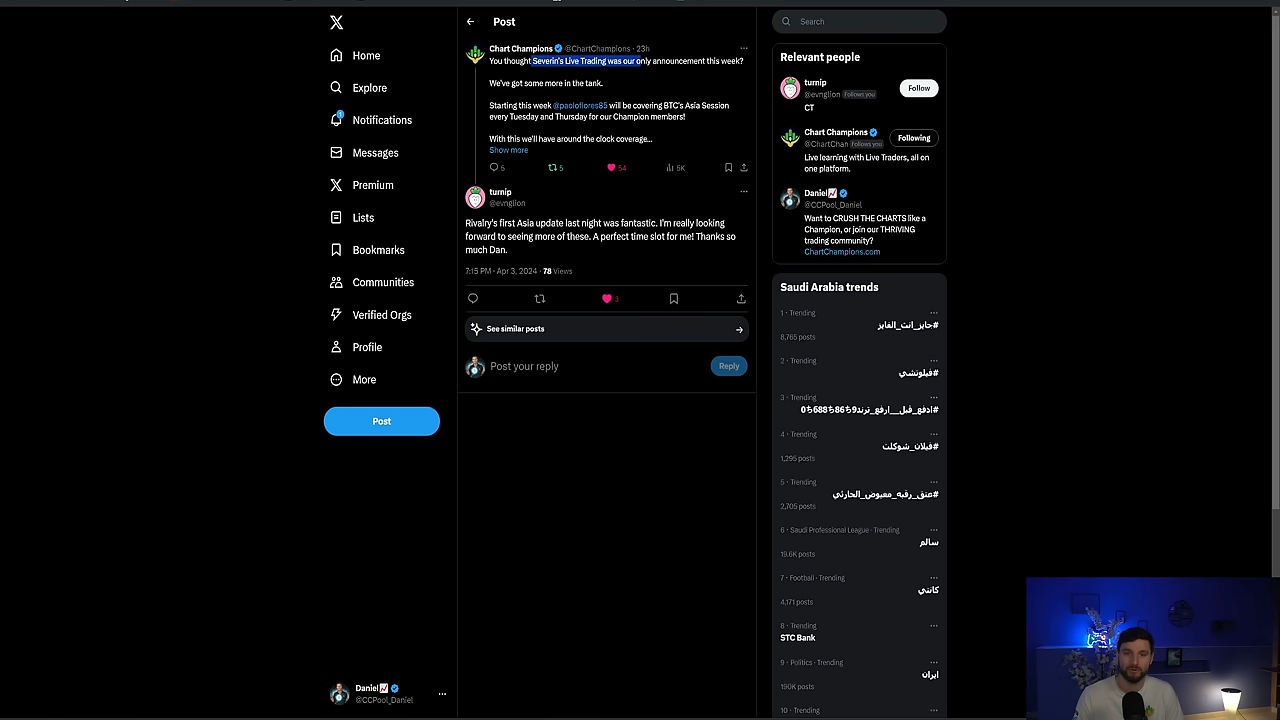 Home
Explore
Notifications
Messages
Premium
Lists
Bookmarks
Communities
Verified Orgs
Profile
More
Post
Daniel
@CCPool_Daniel
Post
Chart Champions @ChartChampions · 23h
You thought Severin's Live Trading was our only announcement this week?
We've got some more in the tank.
Starting this week @paoloflores85 will be covering BTC's Asia Session
every Tuesday and Thursday for our Champion members!
With this we'll have around the clock coverage...
Show more
5 54 5K
turnip
@evnglion
Rivalry's first Asia update last night was fantastic. I'm really looking
forward to seeing more of these. A perfect time slot for me! Thanks so
much Dan.
7:15 PM · Apr 3, 2024 · 78 Views
3
See similar posts
Post your reply
Reply
Search
Relevant people
turnip
@evnglion Follows you
Follow
CT
Chart Champions
@ChartChan Follows you
Following
Live learning with Live Traders, all on
one platform.
Daniel
@CCPool_Daniel
Want to CRUSH THE CHARTS like a
Champion, or join our THRIVING
trading community?
ChartChampions.com
Saudi Arabia trends
1 · Trending
#حايز_انت_الفايز
8,765 posts
2 · Trending
#فيلوتشي
3 · Trending
4 · Trending
#فيلان_شوكلت
1,295 posts
5 · Trending
2,705 posts
6 · Saudi Professional League · Trending
سالم
19.6K posts
7 · Football · Trending
كانتي
4,171 posts
8 · Trending
STC Bank
9 · Politics · Trending
ايران
190K posts
10 · Trending